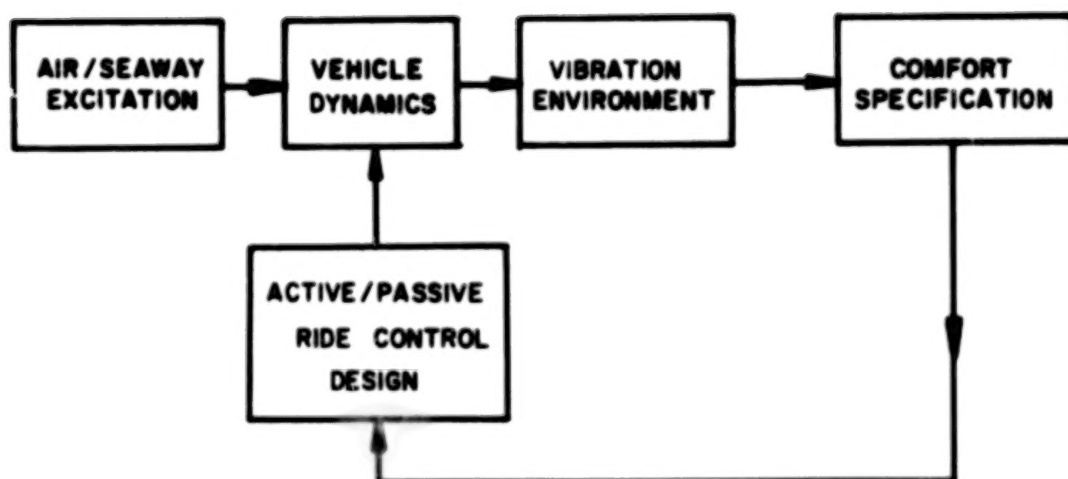 AIR/SEAWAY
EXCITATION
VEHICLE
DYNAMICS
VIBRATION
ENVIRONMENT
COMFORT
SPECIFICATION
ACTIVE/PASSIVE
RIDE CONTROL
DESIGN